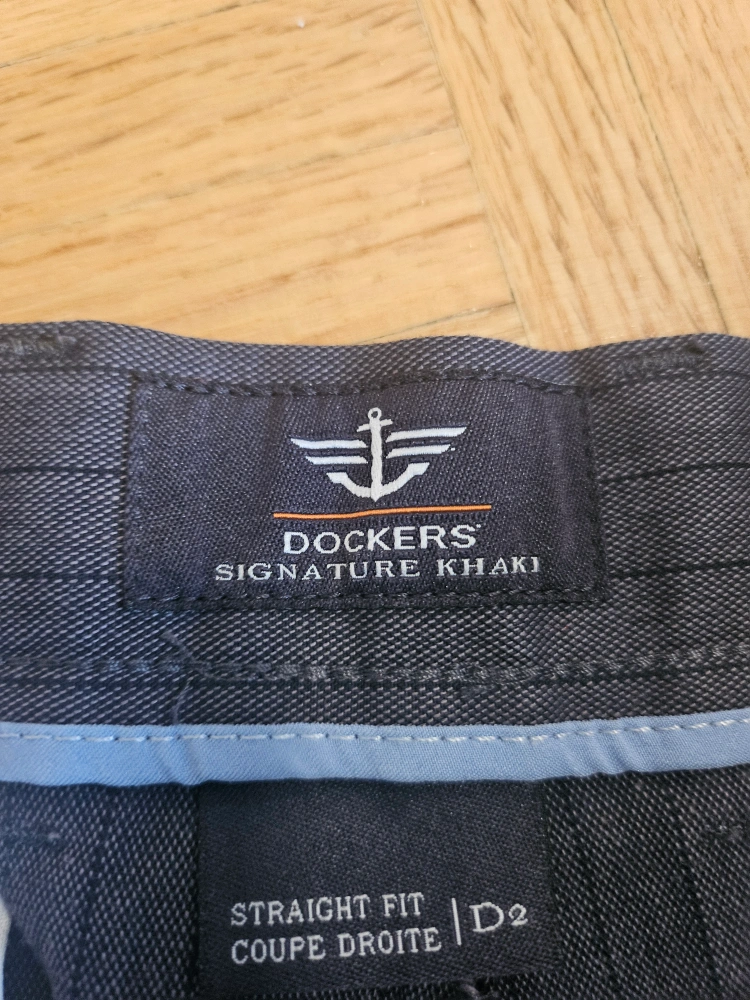 DOCKERS
SIGNATURE KHAKI
STRAIGHT FIT
COUPE DROITE | D2